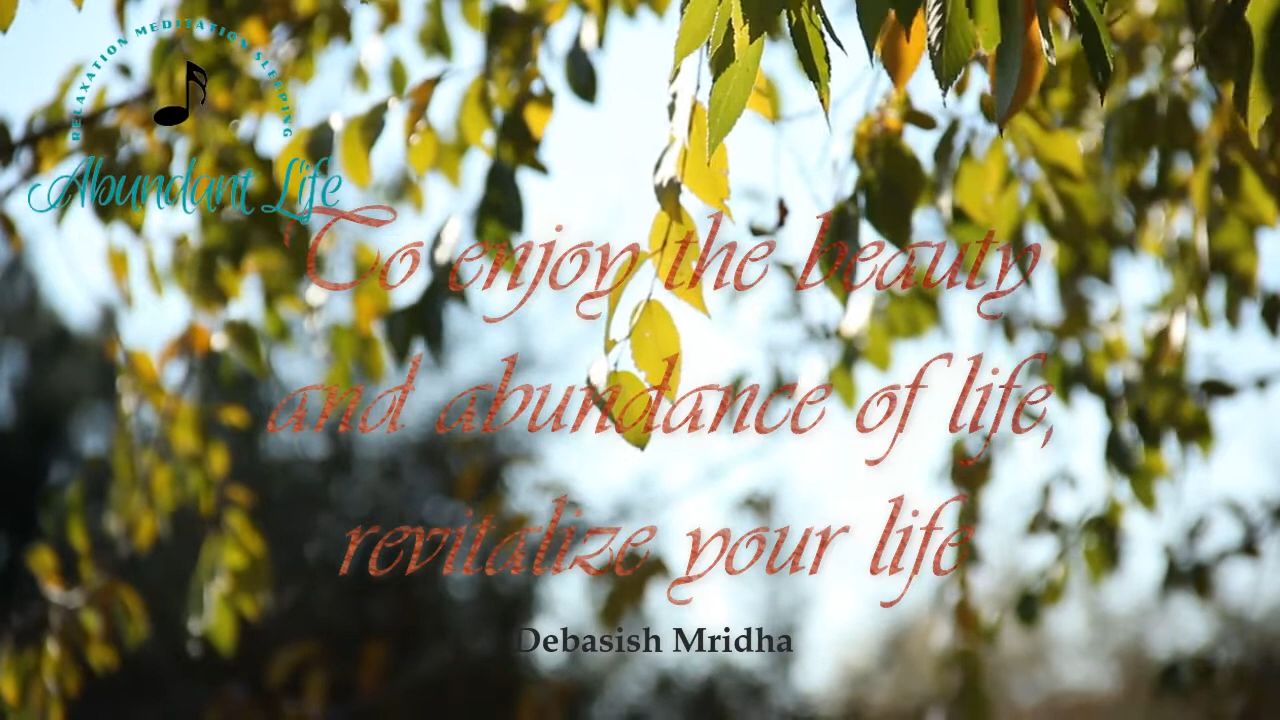 RELAXATION MEDITATION SLEEPING
Abundant Life
"To enjoy the beauty
and abundance of life,
revitalize your life
Debasish Mridha